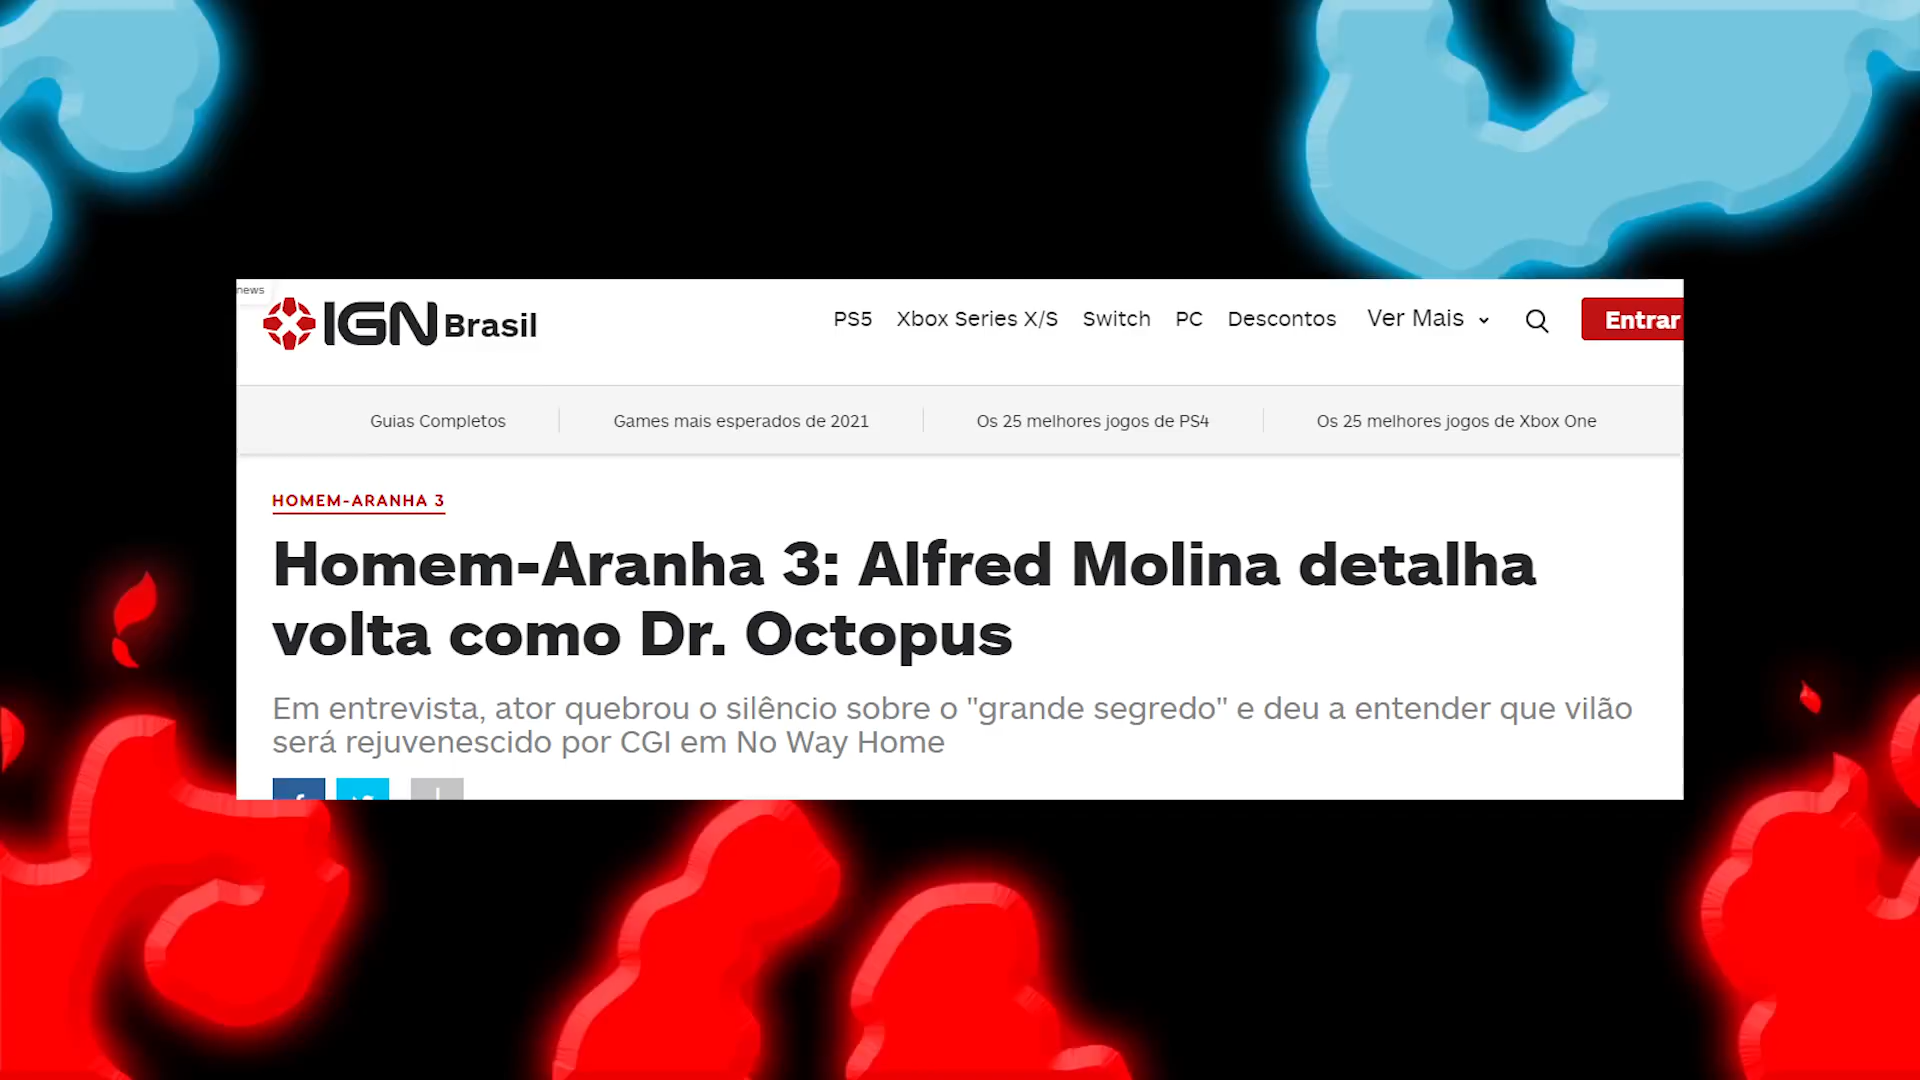 news
IGN Brasil
PS5 Xbox Series X/S Switch PC Descontos Ver Mais Entrar
Guias Completos Games mais esperados de 2021 Os 25 melhores jogos de PS4 Os 25 melhores jogos de Xbox One
HOMEM-ARANHA 3
Homem-Aranha 3: Alfred Molina detalha
volta como Dr. Octopus
Em entrevista, ator quebrou o silêncio sobre o "grande segredo" e deu a entender que vilão
será rejuvenescido por CGI em No Way Home